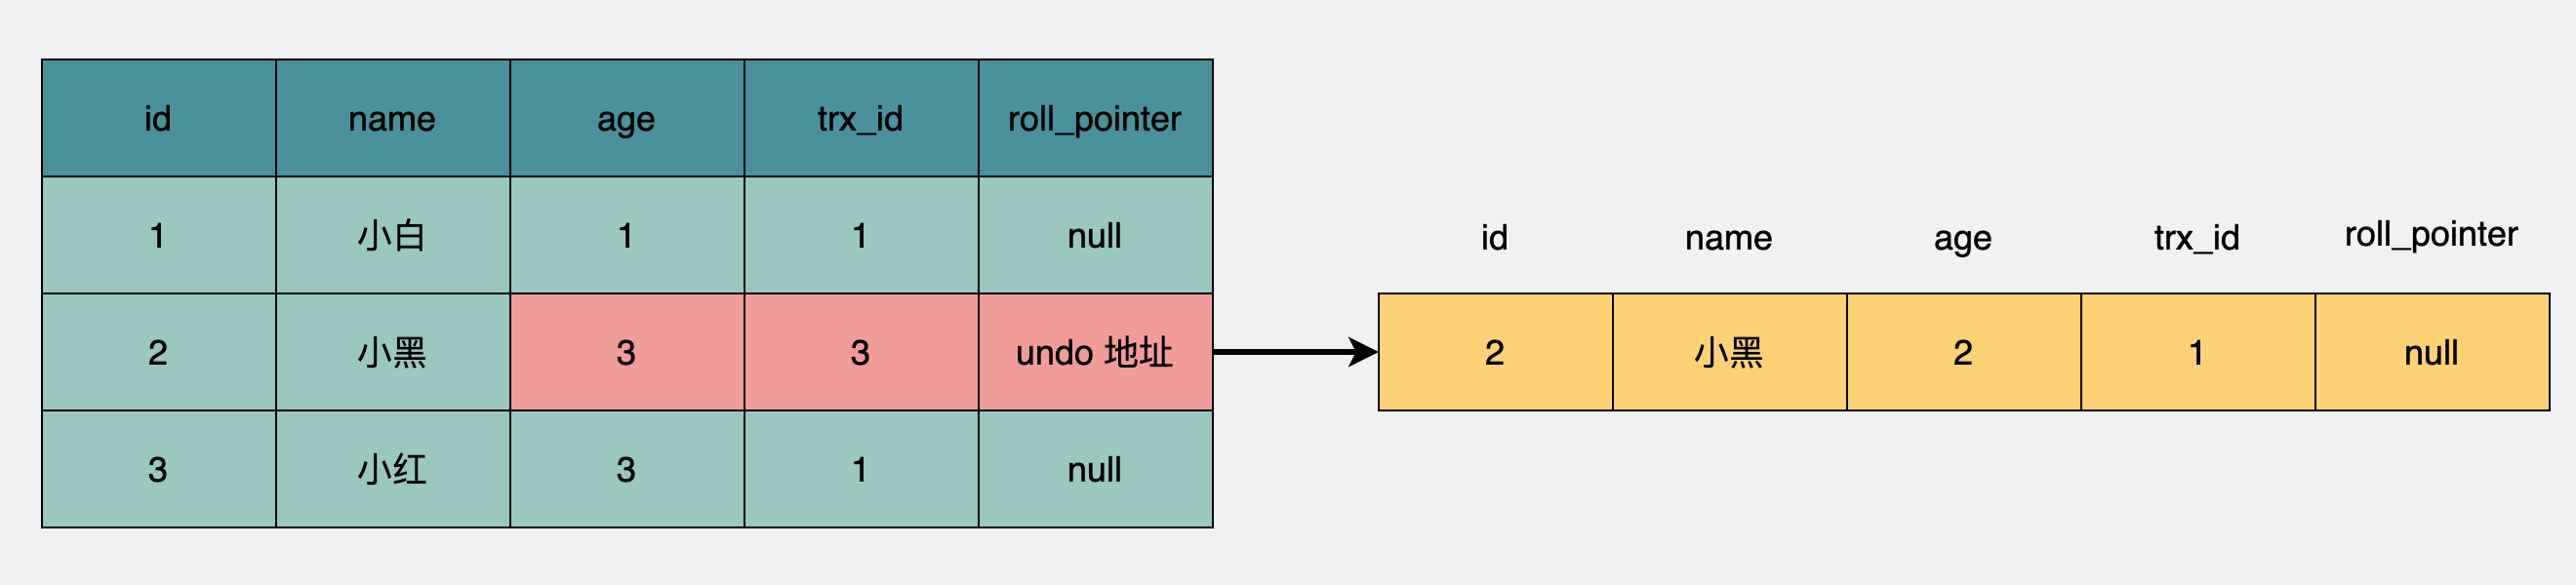 id name age trx_id roll_pointer
1 小白 1 1 null
2 小黑 3 3 undo 地址
3 小红 3 1 null
id name age trx_id roll_pointer
2 小黑 2 1 null